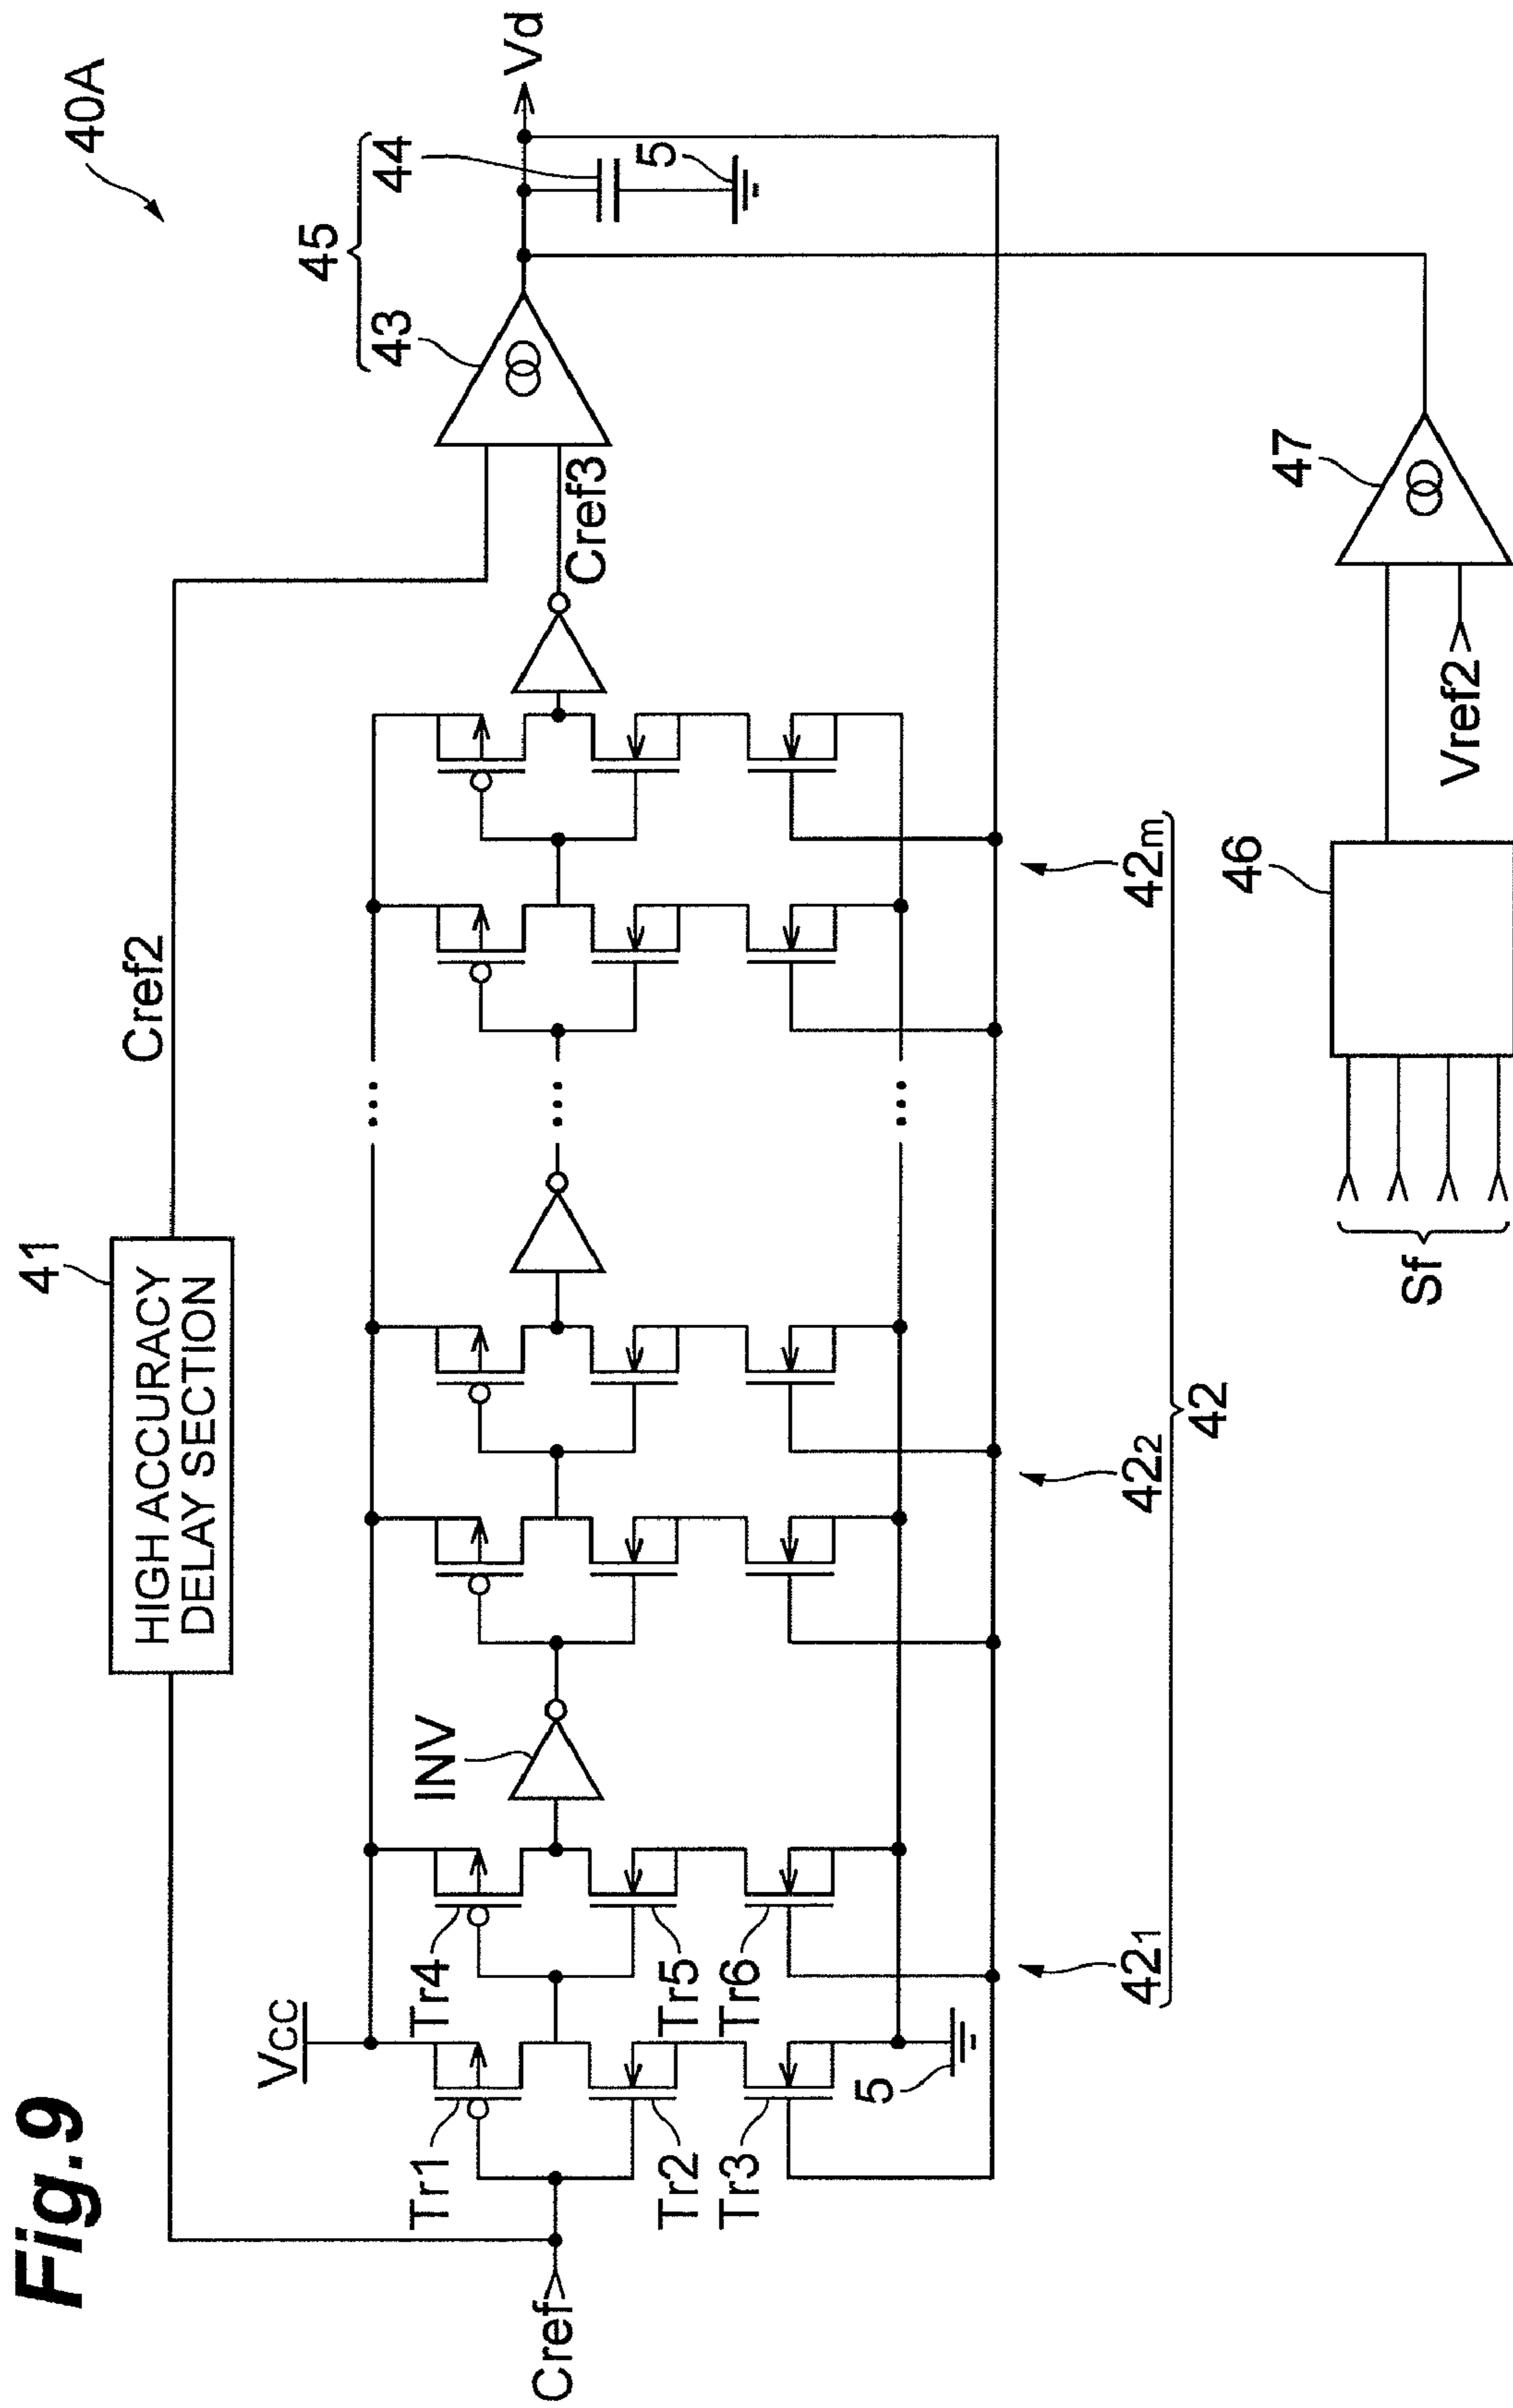 Fig.9
40A
41
HIGH ACCURACY
DELAY SECTION
Cref2
45
43
44
Vd
5
VCC
Tr1
Tr4
INV
Cref3
Cref
Tr2
Tr5
Tr3
Tr6
5
421
422
42m
42
46
47
Sf
Vref2